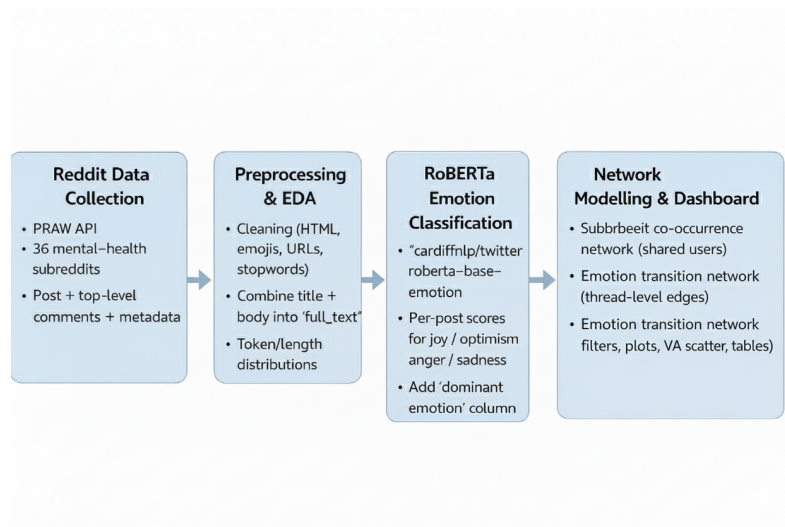 Reddit Data
Collection
• PRAW API
• 36 mental-health
subreddits
• Post + top-level
comments + metadata
Preprocessing
& EDA
• Cleaning (HTML,
emojis, URLs,
stopwords)
• Combine title +
body into 'full_text"
• Token/length
distributions
RoBERTa
Emotion
Classification
• "cardiffnlp/twitter
roberta-base-
emotion
• Per-post scores
for joy / optimism
anger / sadness
• Add 'dominant
emotion' column
Network
Modelling & Dashboard
• Subbrbeeit co-occurrence
network (shared users)
• Emotion transition network
(thread-level edges)
• Emotion transition network
filters, plots, VA scatter, tables)